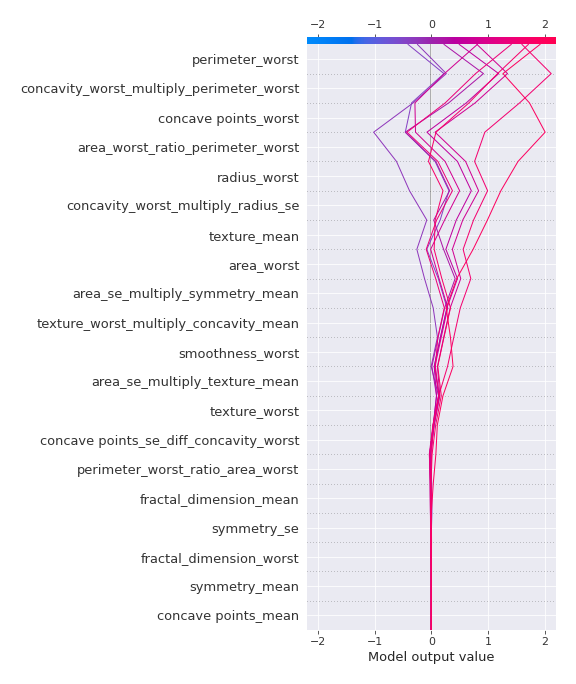 −2 −1 0 1 2
perimeter_worst
concavity_worst_multiply_perimeter_worst
concave points_worst
area_worst_ratio_perimeter_worst
radius_worst
concavity_worst_multiply_radius_se
texture_mean
area_worst
area_se_multiply_symmetry_mean
texture_worst_multiply_concavity_mean
smoothness_worst
area_se_multiply_texture_mean
texture_worst
concave points_se_diff_concavity_worst
perimeter_worst_ratio_area_worst
fractal_dimension_mean
symmetry_se
fractal_dimension_worst
symmetry_mean
concave points_mean
−2 −1 0 1 2
Model output value